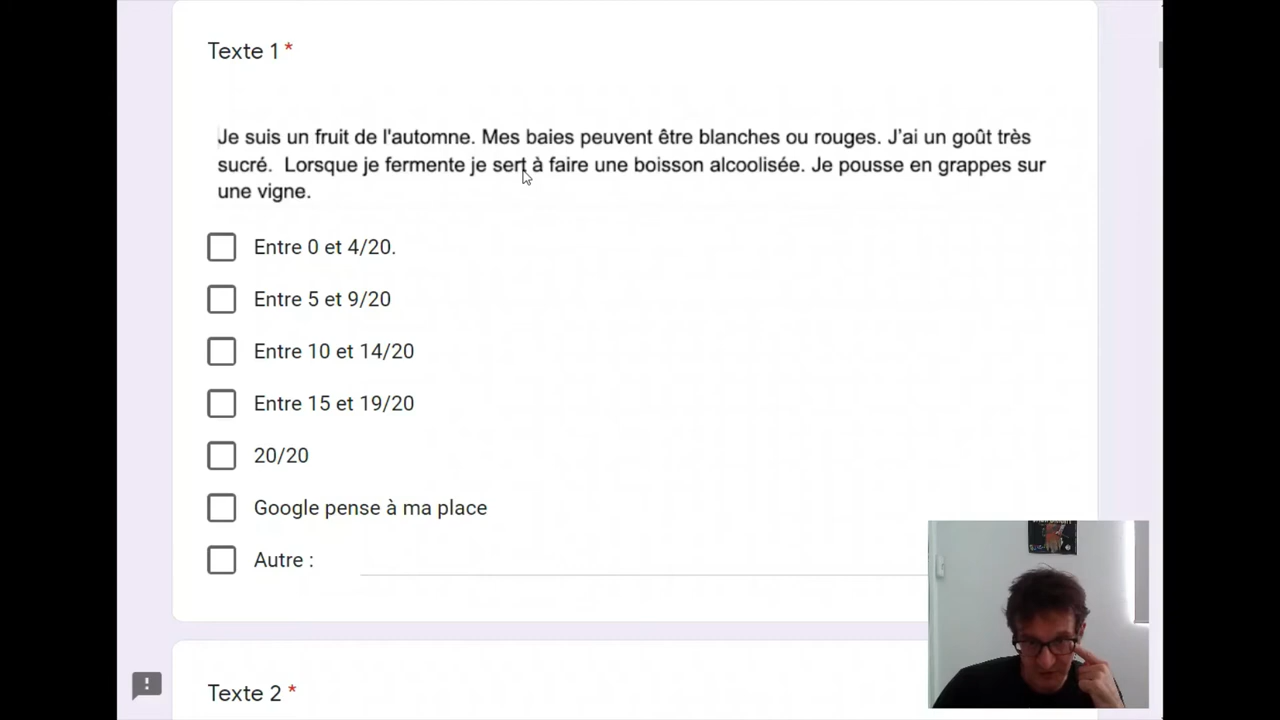 Texte 1 *
Je suis un fruit de l'automne. Mes baies peuvent être blanches ou rouges. J'ai un goût très
sucré.  Lorsque je fermente je sert à faire une boisson alcoolisée. Je pousse en grappes sur
une vigne.
Entre 0 et 4/20.
Entre 5 et 9/20
Entre 10 et 14/20
Entre 15 et 19/20
20/20
Google pense à ma place
Autre :
Texte 2 *